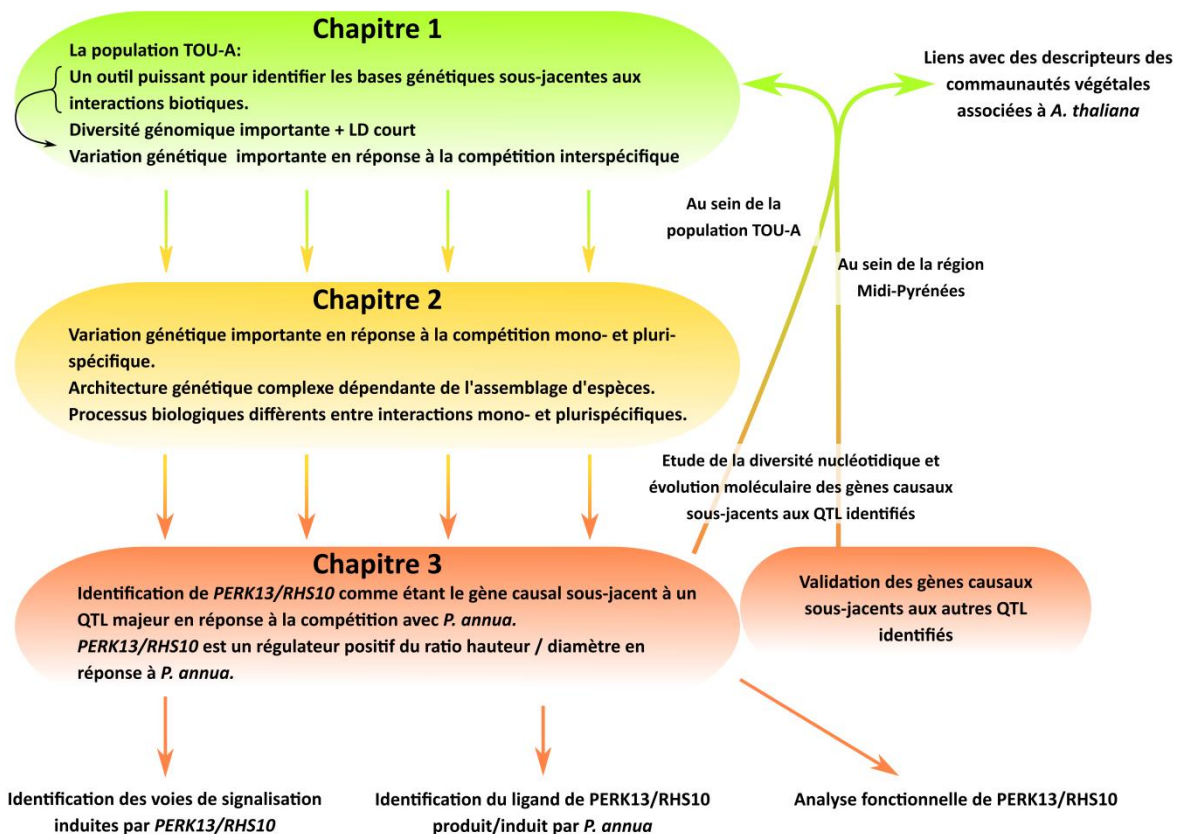 Chapitre 1
La population TOU-A:
Un outil puissant pour identifier les bases génétiques sous-jacentes aux
interactions biotiques.
Diversité génomique importante + LD court
Variation génétique importante en réponse à la compétition interspécifique
Liens avec des descripteurs des
communautés végétales
associées à A. thaliana
Au sein de la
population TOU-A
Au sein de la région
Midi-Pyrénées
Chapitre 2
Variation génétique importante en réponse à la compétition mono- et pluri-
spécifique.
Architecture génétique complexe dépendante de l'assemblage d'espèces.
Processus biologiques diffèrents entre interactions mono- et plurispécifiques.
Etude de la diversité nucléotidique et
évolution moléculaire des gènes causaux
sous-jacents aux QTL identifiés
Chapitre 3
Identification de PERK13/RHS10 comme étant le gène causal sous-jacent à un
QTL majeur en réponse à la compétition avec P. annua.
PERK13/RHS10 est un régulateur positif du ratio hauteur / diamètre en
réponse à P. annua.
Validation des gènes causaux
sous-jacents aux autres QTL
identifiés
Identification des voies de signalisation
induites par PERK13/RHS10
Identification du ligand de PERK13/RHS10
produit/induit par P. annua
Analyse fonctionnelle de PERK13/RHS10